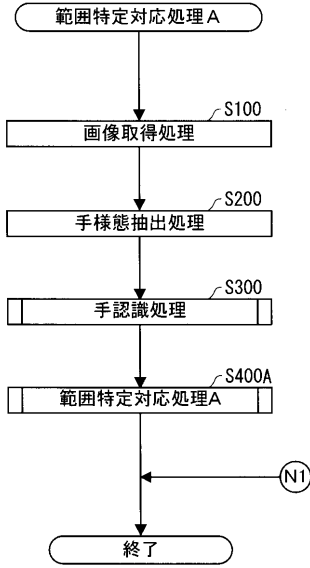 範囲特定対応処理A
S100
画像取得処理
S200
手様態抽出処理
S300
手認識処理
S400A
範囲特定対応処理A
N1
終了